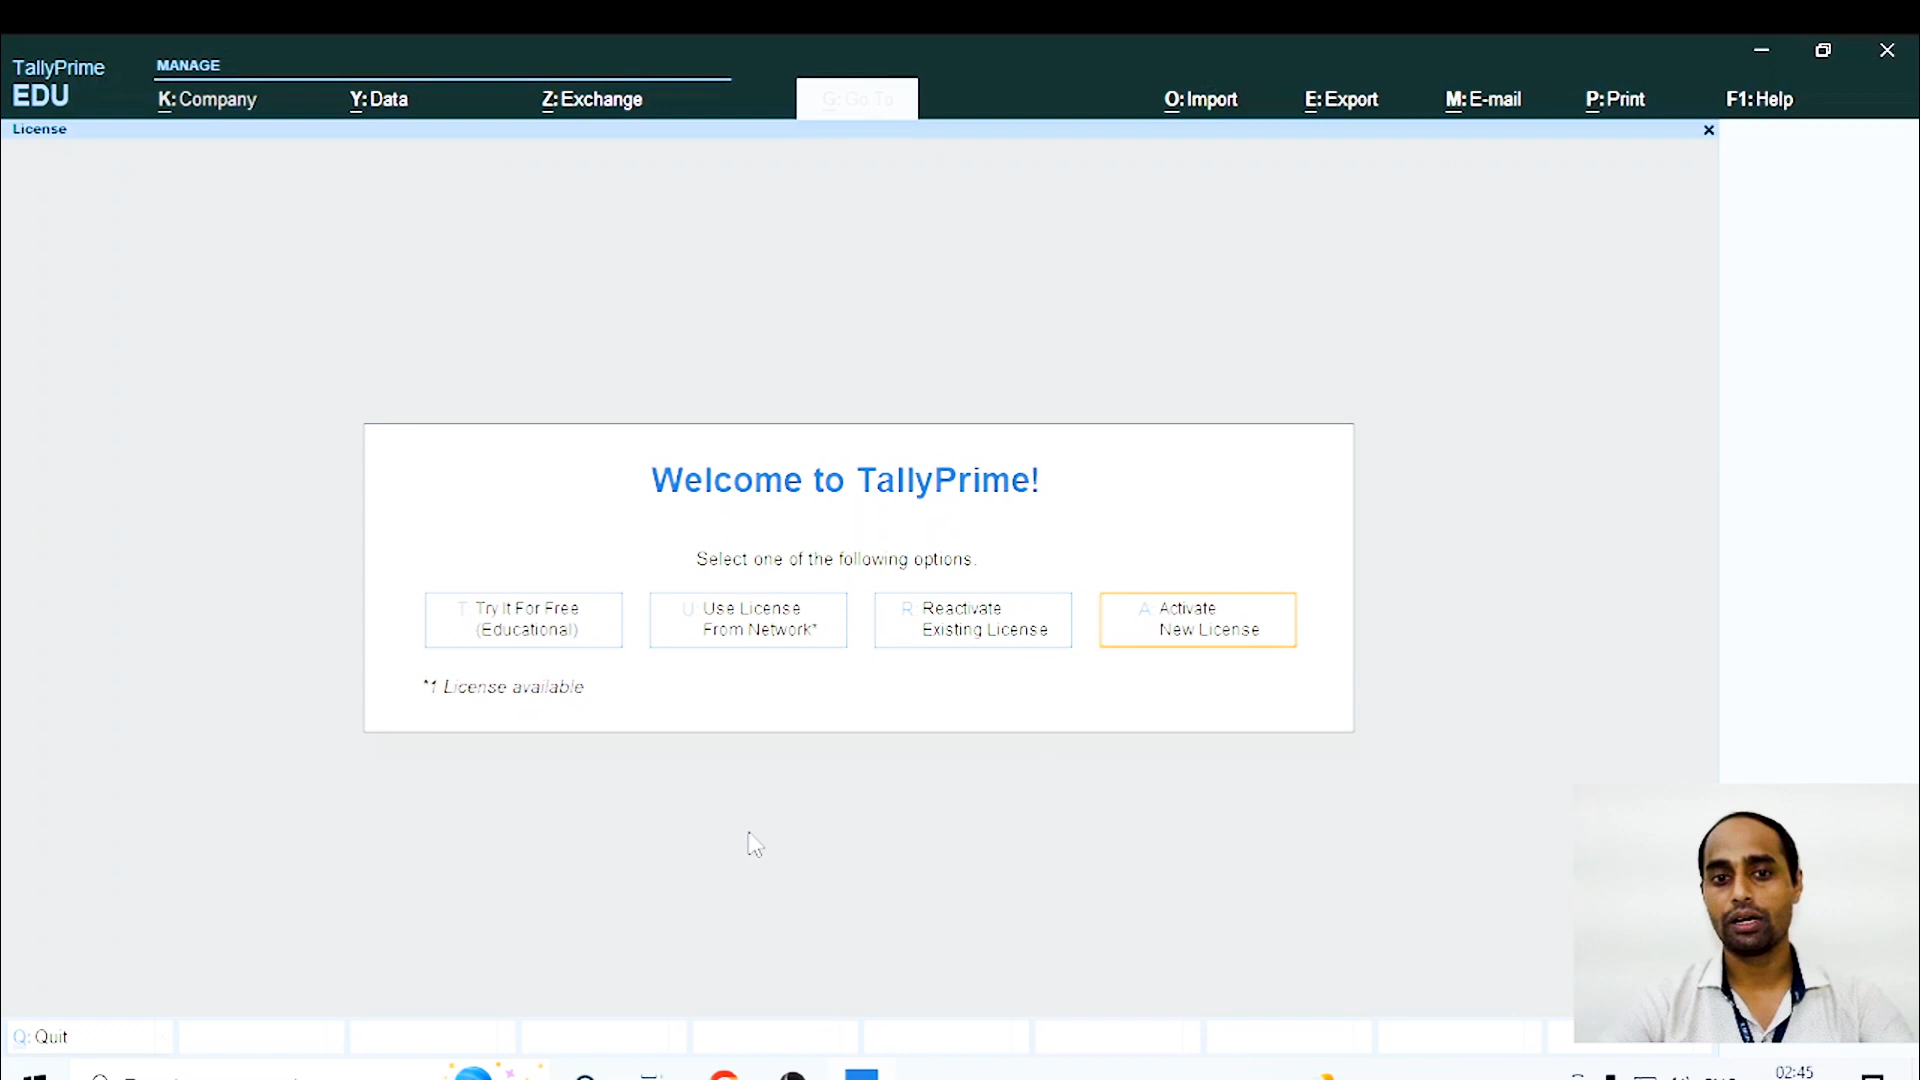 TallyPrime
EDU
MANAGE
K: Company
Y: Data
Z: Exchange
G: Go To
O: Import
E: Export
M: E-mail
P: Print
F1: Help
License
Welcome to TallyPrime!
Select one of the following options.
T: Try It For Free
(Educational)
U: Use License
From Network*
R: Reactivate
Existing License
A: Activate
New License
*1 License available
Q: Quit
02:45